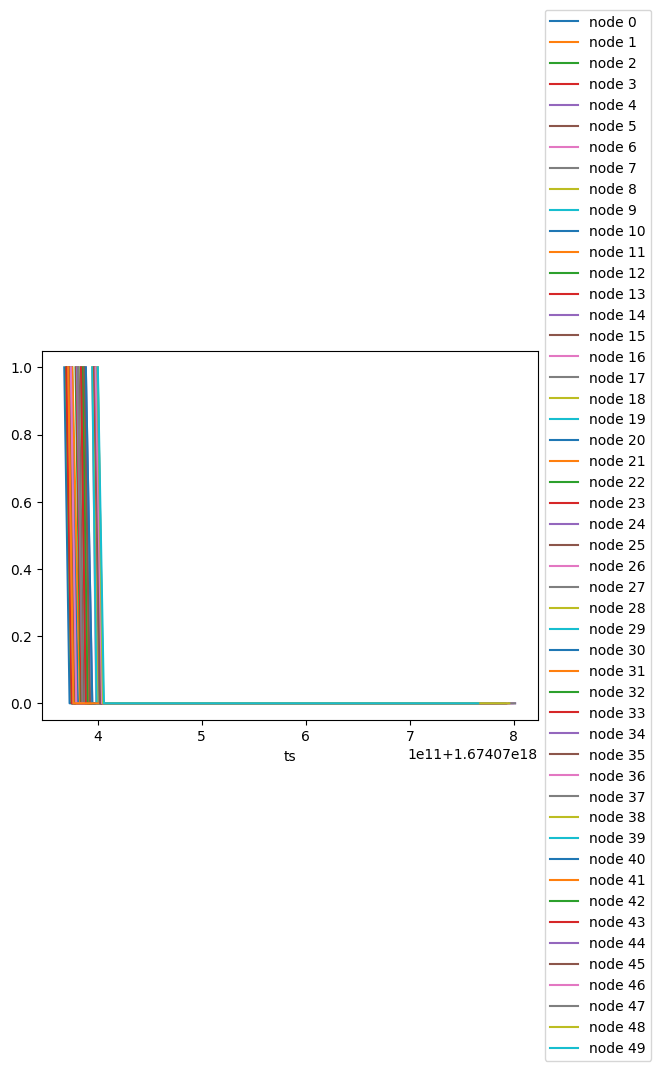 1.0
0.8
0.6
0.4
0.2
0.0
4
5
6
7
8
ts
1e11+1.67407e18
node 0
node 1
node 2
node 3
node 4
node 5
node 6
node 7
node 8
node 9
node 10
node 11
node 12
node 13
node 14
node 15
node 16
node 17
node 18
node 19
node 20
node 21
node 22
node 23
node 24
node 25
node 26
node 27
node 28
node 29
node 30
node 31
node 32
node 33
node 34
node 35
node 36
node 37
node 38
node 39
node 40
node 41
node 42
node 43
node 44
node 45
node 46
node 47
node 48
node 49